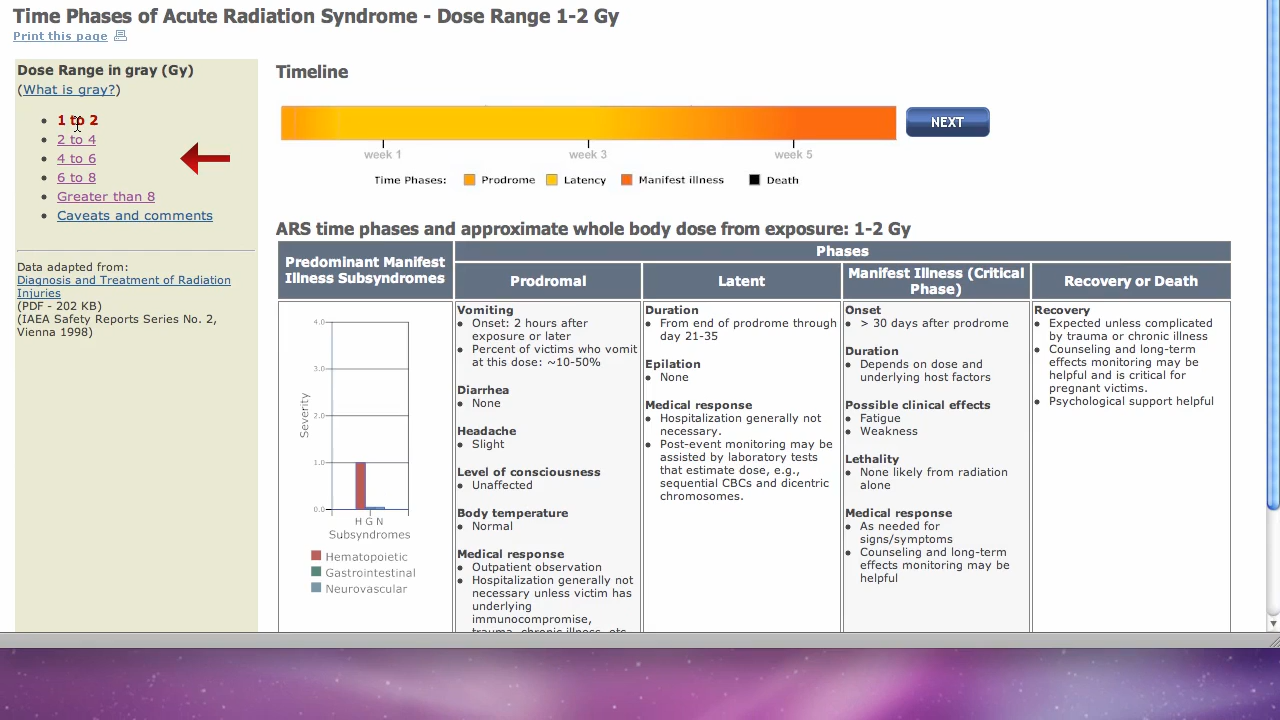 Time Phases of Acute Radiation Syndrome - Dose Range 1-2 Gy
Print this page
Dose Range in gray (Gy)
(What is gray?)
1 to 2
2 to 4
4 to 6
6 to 8
Greater than 8
Caveats and comments
Data adapted from:
Diagnosis and Treatment of Radiation
Injuries
(PDF - 202 KB)
(IAEA Safety Reports Series No. 2,
Vienna 1998)
Timeline
NEXT
week 1
week 3
week 5
Time Phases: Prodrome Latency Manifest illness Death
ARS time phases and approximate whole body dose from exposure: 1-2 Gy
Predominant Manifest
Illness Subsyndromes
Phases
Prodromal
Latent
Manifest Illness (Critical
Phase)
Recovery or Death
4.0
3.0
2.0
1.0
0.0
Severity
H G N
Subsyndromes
Hematopoietic
Gastrointestinal
Neurovascular
Vomiting
Onset: 2 hours after
exposure or later
Percent of victims who vomit
at this dose: ~10-50%
Diarrhea
None
Headache
Slight
Level of consciousness
Unaffected
Body temperature
Normal
Medical response
Outpatient observation
Hospitalization generally not
necessary unless victim has
underlying
immunocompromise,
trauma, chronic illness, etc.
Duration
From end of prodrome through
day 21-35
Epilation
None
Medical response
Hospitalization generally not
necessary.
Post-event monitoring may be
assisted by laboratory tests
that estimate dose, e.g.,
sequential CBCs and dicentric
chromosomes.
Onset
> 30 days after prodrome
Duration
Depends on dose and
underlying host factors
Possible clinical effects
Fatigue
Weakness
Lethality
None likely from radiation
alone
Medical response
As needed for
signs/symptoms
Counseling and long-term
effects monitoring may be
helpful
Recovery
Expected unless complicated
by trauma or chronic illness
Counseling and long-term
effects monitoring may be
helpful and is critical for
pregnant victims.
Psychological support helpful